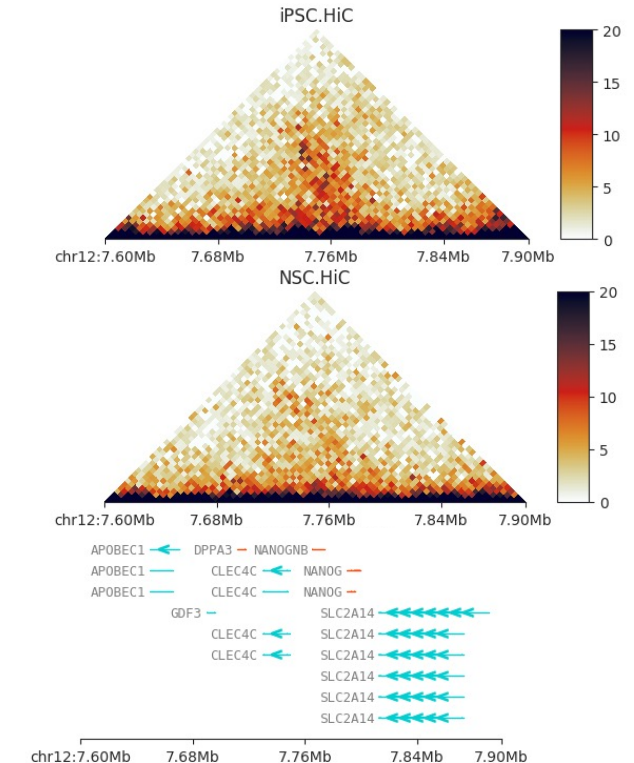 iPSC.HiC
20
15
10
5
0
chr12:7.60Mb 7.68Mb 7.76Mb 7.84Mb 7.90Mb
NSC.HiC
20
15
10
5
0
chr12:7.60Mb 7.68Mb 7.76Mb 7.84Mb 7.90Mb
APOBEC1 DPPA3 NANOGNB
APOBEC1 CLEC4C NANOG
APOBEC1 CLEC4C NANOG
GDF3 SLC2A14
CLEC4C SLC2A14
CLEC4C SLC2A14
SLC2A14
SLC2A14
SLC2A14
chr12:7.60Mb 7.68Mb 7.76Mb 7.84Mb 7.90Mb